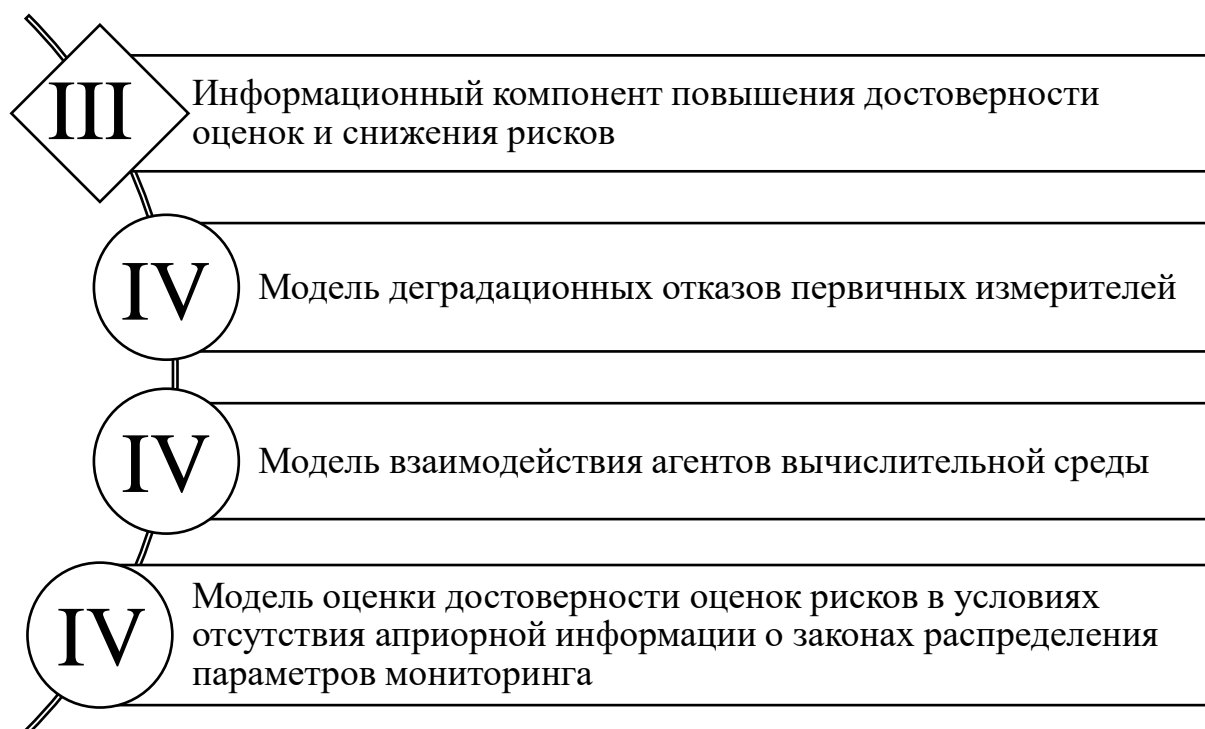 III
Информационный компонент повышения достоверности
оценок и снижения рисков
IV
Модель деградационных отказов первичных измерителей
IV
Модель взаимодействия агентов вычислительной среды
IV
Модель оценки достоверности оценок рисков в условиях
отсутствия априорной информации о законах распределения
параметров мониторинга